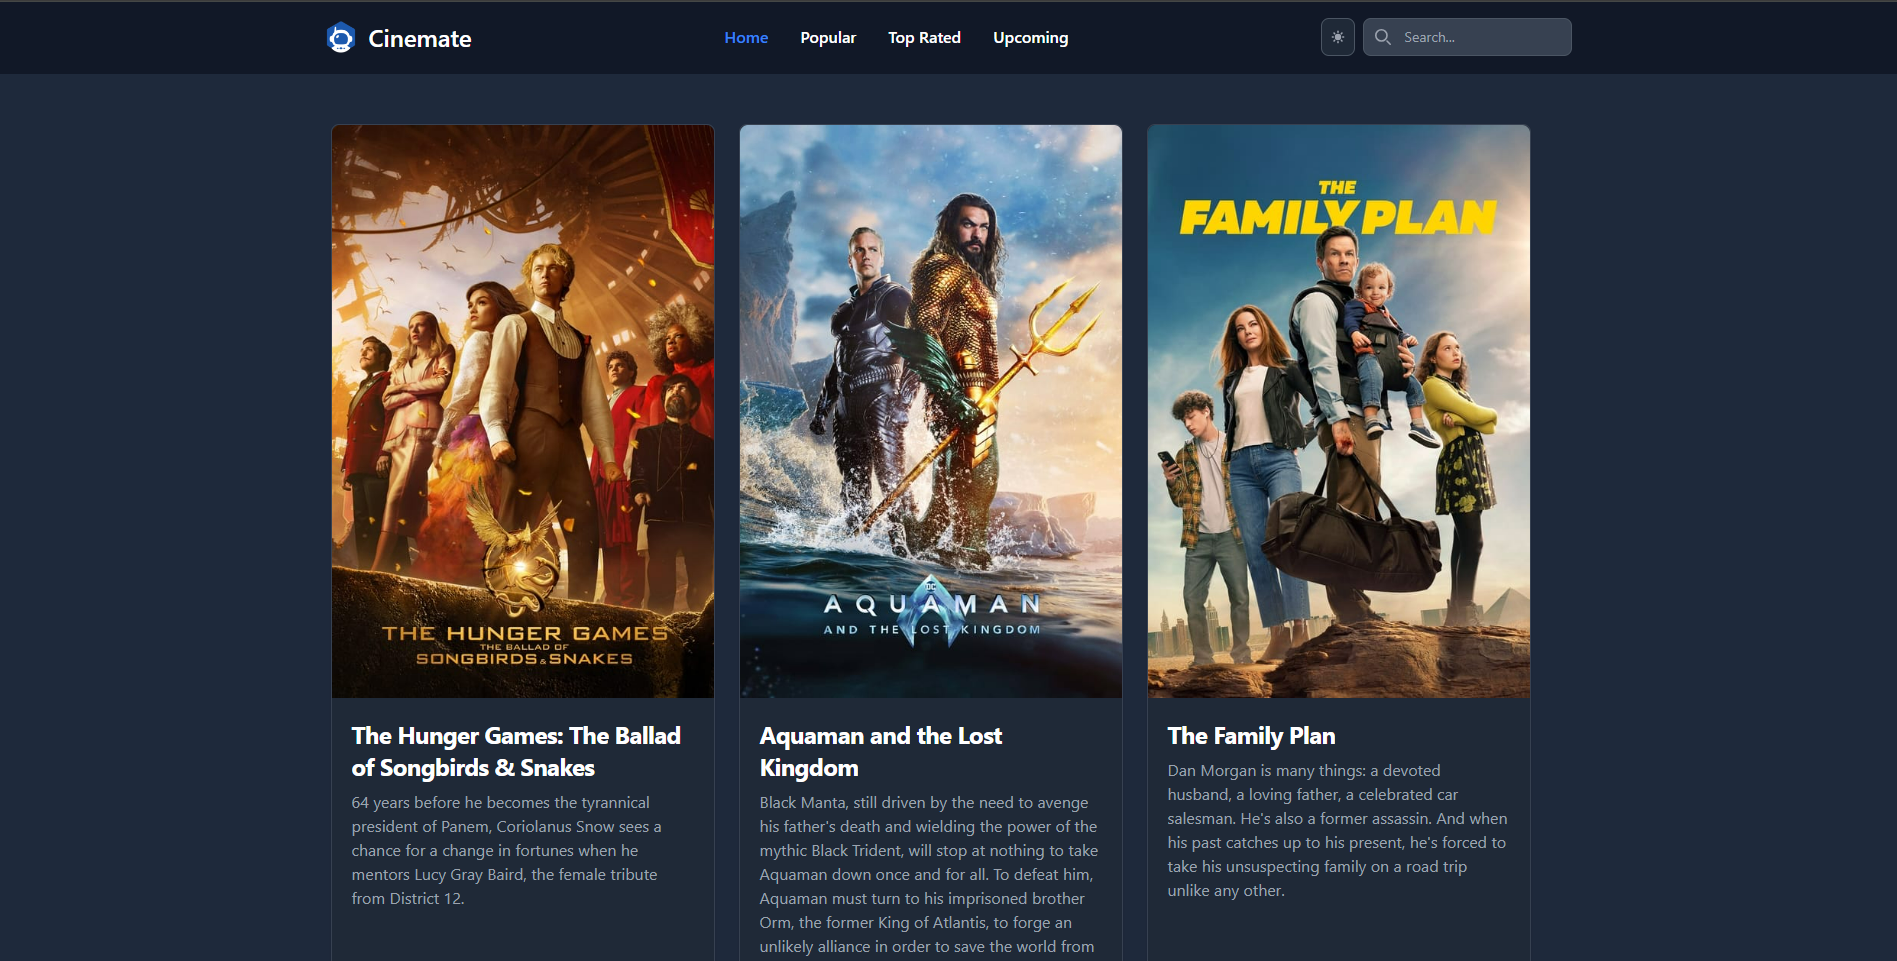 Cinemate
Home
Popular
Top Rated
Upcoming
Search...
THE HUNGER GAMES
THE BALLAD OF
SONGBIRDS & SNAKES
DC
AQUAMAN
AND THE LOST KINGDOM
THE
FAMILY PLAN
The Hunger Games: The Ballad
of Songbirds & Snakes
64 years before he becomes the tyrannical
president of Panem, Coriolanus Snow sees a
chance for a change in fortunes when he
mentors Lucy Gray Baird, the female tribute
from District 12.
Aquaman and the Lost
Kingdom
Black Manta, still driven by the need to avenge
his father's death and wielding the power of the
mythic Black Trident, will stop at nothing to take
Aquaman down once and for all. To defeat him,
Aquaman must turn to his imprisoned brother
Orm, the former King of Atlantis, to forge an
unlikely alliance in order to save the world from
The Family Plan
Dan Morgan is many things: a devoted
husband, a loving father, a celebrated car
salesman. He's also a former assassin. And when
his past catches up to his present, he's forced to
take his unsuspecting family on a road trip
unlike any other.